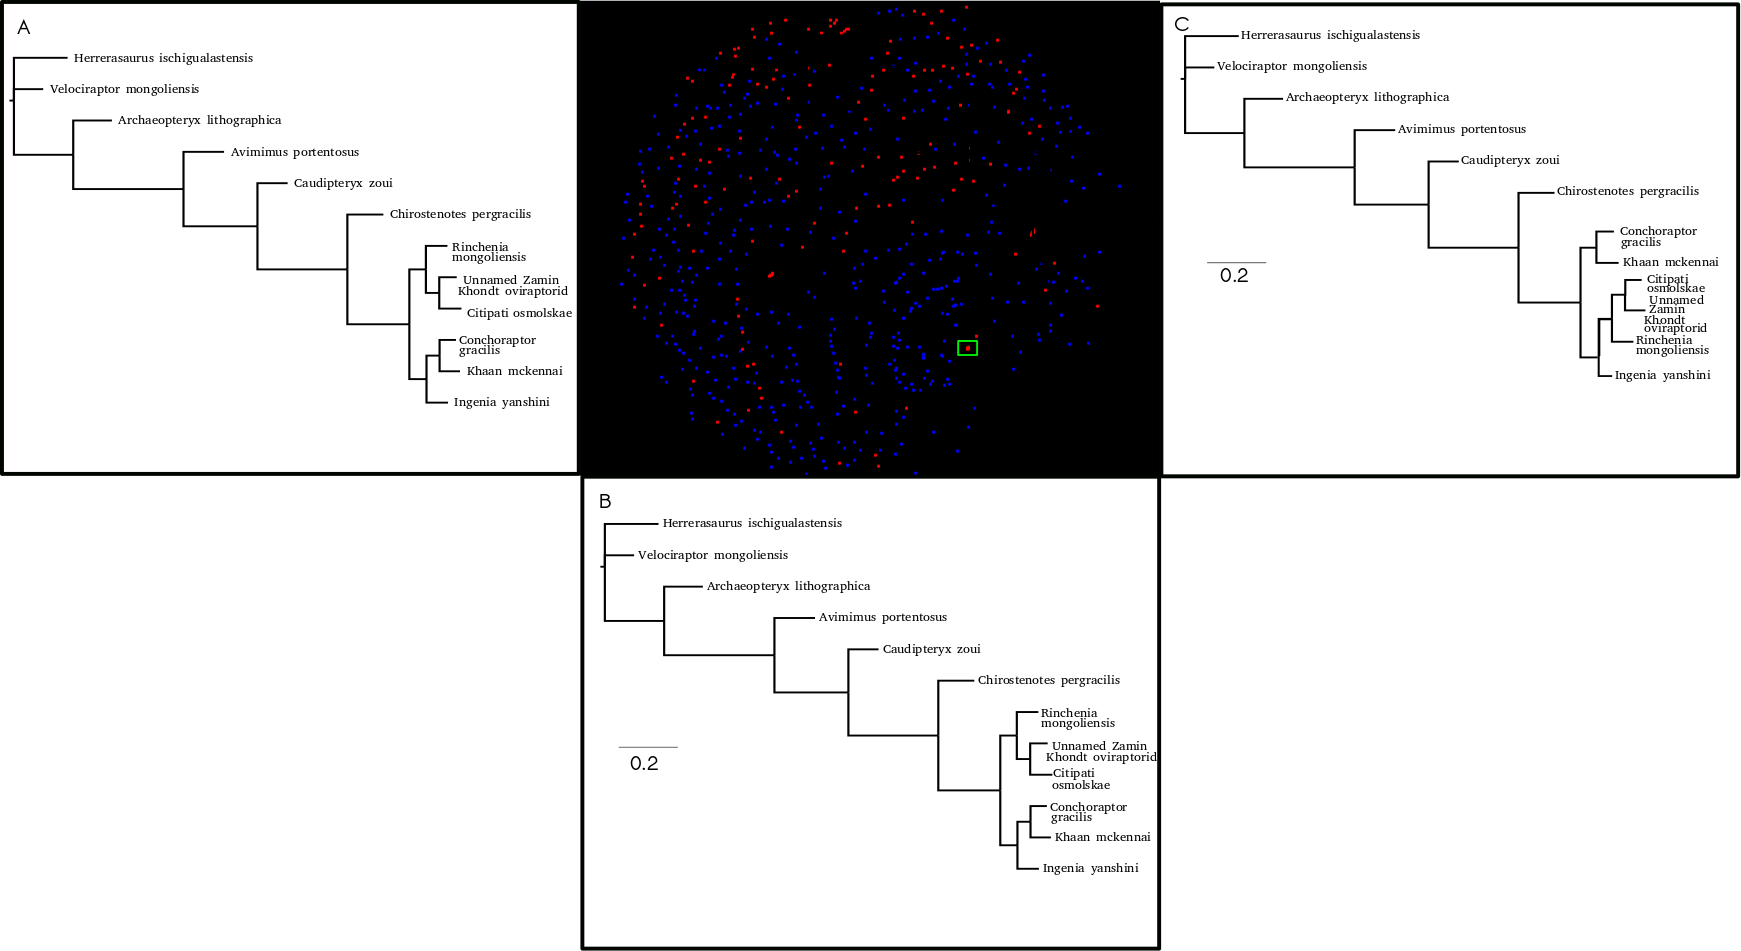 A
Herrerasaurus ischigualastensis
Velociraptor mongoliensis
Archaeopteryx lithographica
Avimimus portentosus
Caudipteryx zoui
Chirostenotes pergracilis
Rinchenia
mongoliensis
Unnamed Zamin
Khondt oviraptorid
Citipati osmolskae
Conchoraptor
gracilis
Khaan mckennai
Ingenia yanshini
C
Herrerasaurus ischigualastensis
Velociraptor mongoliensis
Archaeopteryx lithographica
Avimimus portentosus
Caudipteryx zoui
Chirostenotes pergracilis
Conchoraptor
gracilis
Khaan mckennai
Citipati
osmolskae
Unnamed
Zamin
Khondt
oviraptorid
Rinchenia
mongoliensis
Ingenia yanshini
0.2
B
Herrerasaurus ischigualastensis
Velociraptor mongoliensis
Archaeopteryx lithographica
Avimimus portentosus
Caudipteryx zoui
Chirostenotes pergracilis
Rinchenia
mongoliensis
Unnamed Zamin
Khondt oviraptorid
Citipati
osmolskae
Conchoraptor
gracilis
Khaan mckennai
Ingenia yanshini
0.2